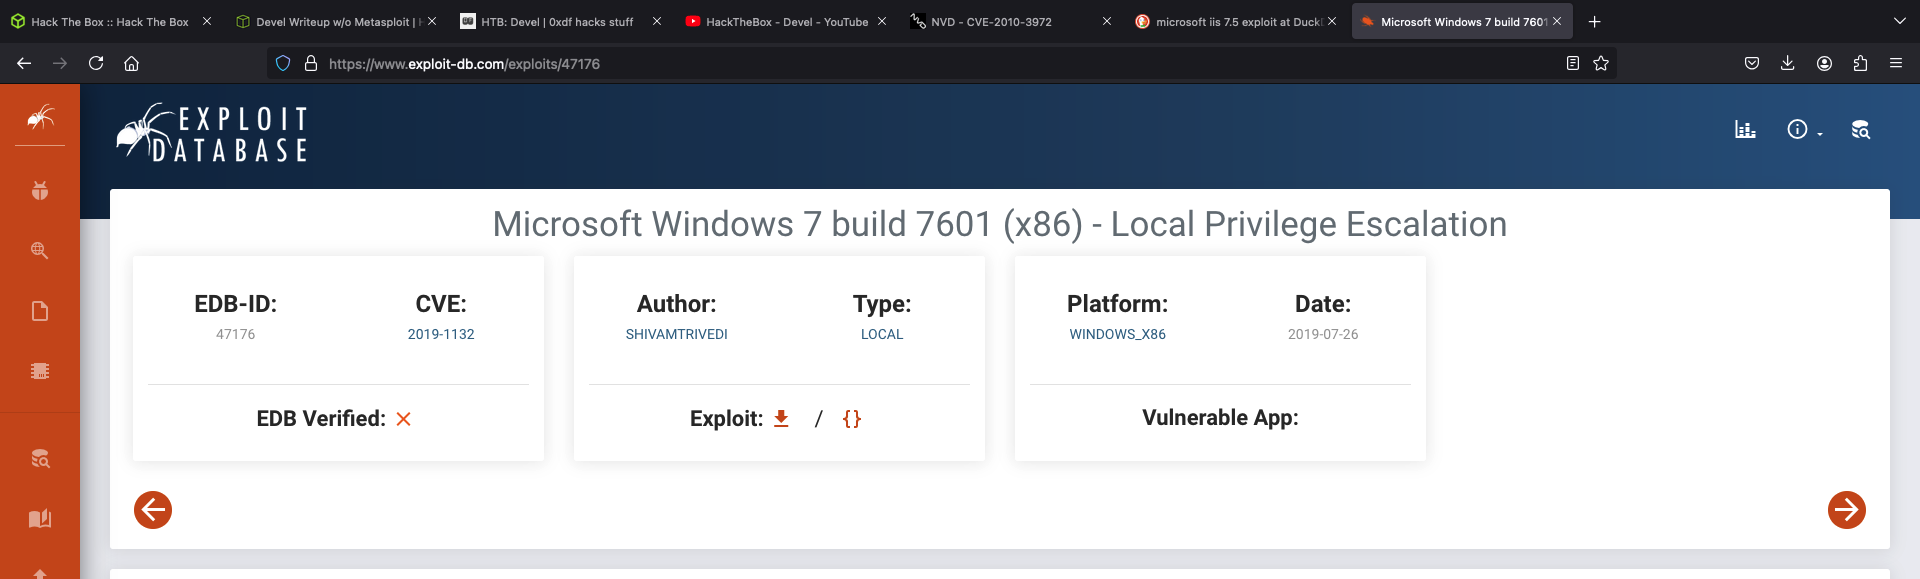 Hack The Box :: Hack The Box
Devel Writeup w/o Metasploit | H
HTB: Devel | 0xdf hacks stuff
HackTheBox - Devel - YouTube
NVD - CVE-2010-3972
microsoft iis 7.5 exploit at DuckD
Microsoft Windows 7 build 7601
https://www.exploit-db.com/exploits/47176
EXPLOIT
DATABASE
Microsoft Windows 7 build 7601 (x86) - Local Privilege Escalation
EDB-ID:
47176
CVE:
2019-1132
EDB Verified:
Author:
SHIVAMTRIVEDI
Type:
LOCAL
Exploit: / {}
Platform:
WINDOWS_X86
Date:
2019-07-26
Vulnerable App: